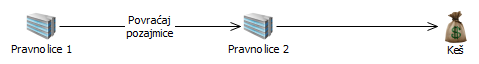 Povraćaj
pozajmice
Pravno lice 1
Pravno lice 2
Keš